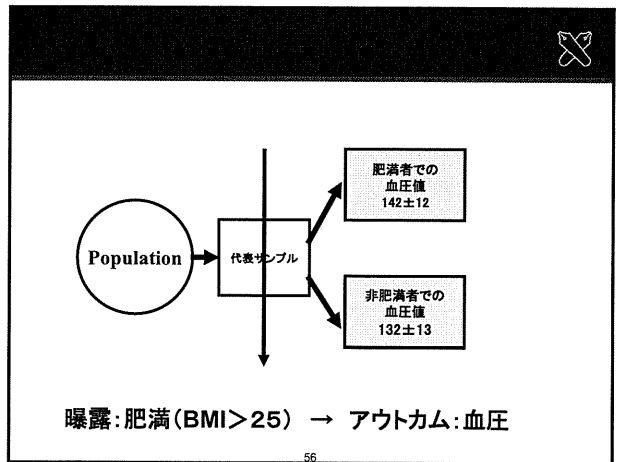 Population
代表サンプル
肥満者での
血圧値
142±12
非肥満者での
血圧値
132±13
曝露：肥満（BMI＞25） → アウトカム：血圧
56